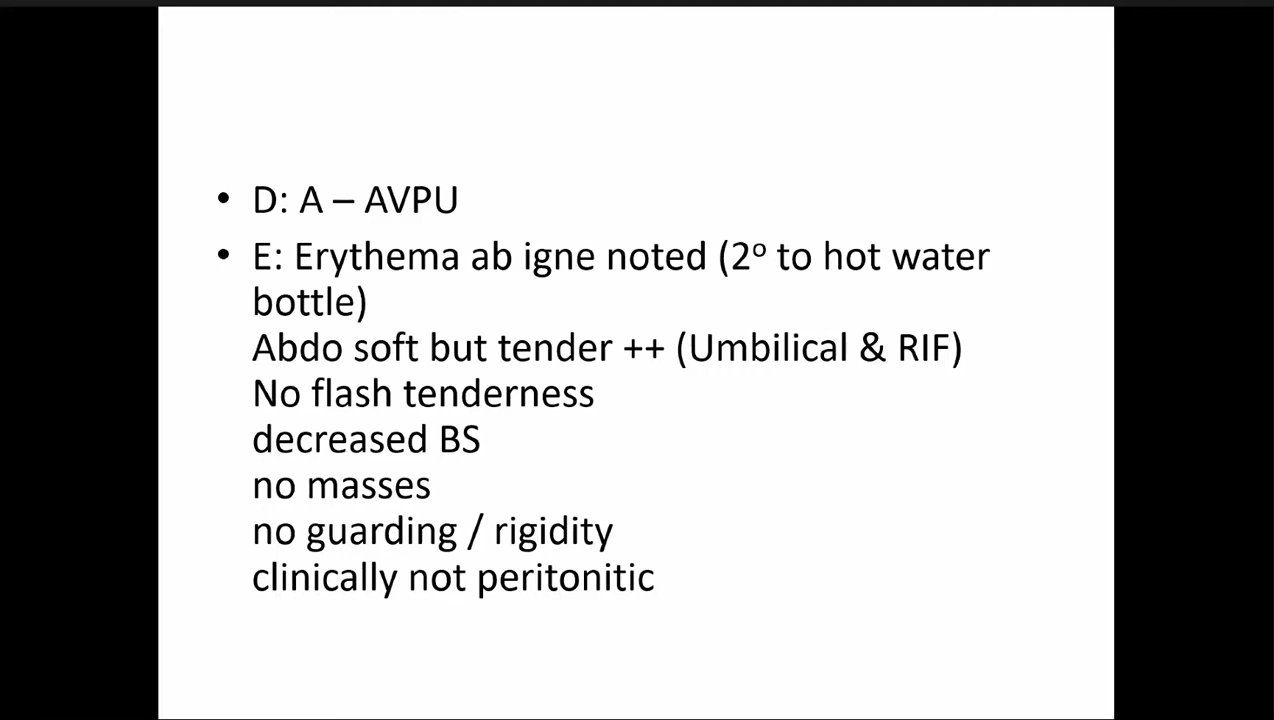 • D: A – AVPU
• E: Erythema ab igne noted (2º to hot water
bottle)
Abdo soft but tender ++ (Umbilical & RIF)
No flash tenderness
decreased BS
no masses
no guarding / rigidity
clinically not peritonitic